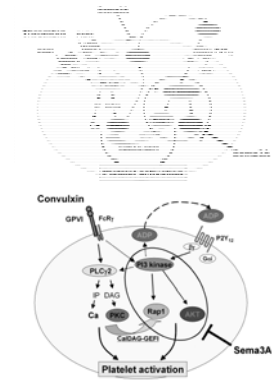 Convulxin
GPVI
FcRγ
ADP
ADP
P2Y12
βγ
Gαi
PI3 kinase
PLCγ2
IP DAG
Ca
PKC
Rap1
AKT
CalDAG-GEFI
Sema3A
Platelet activation